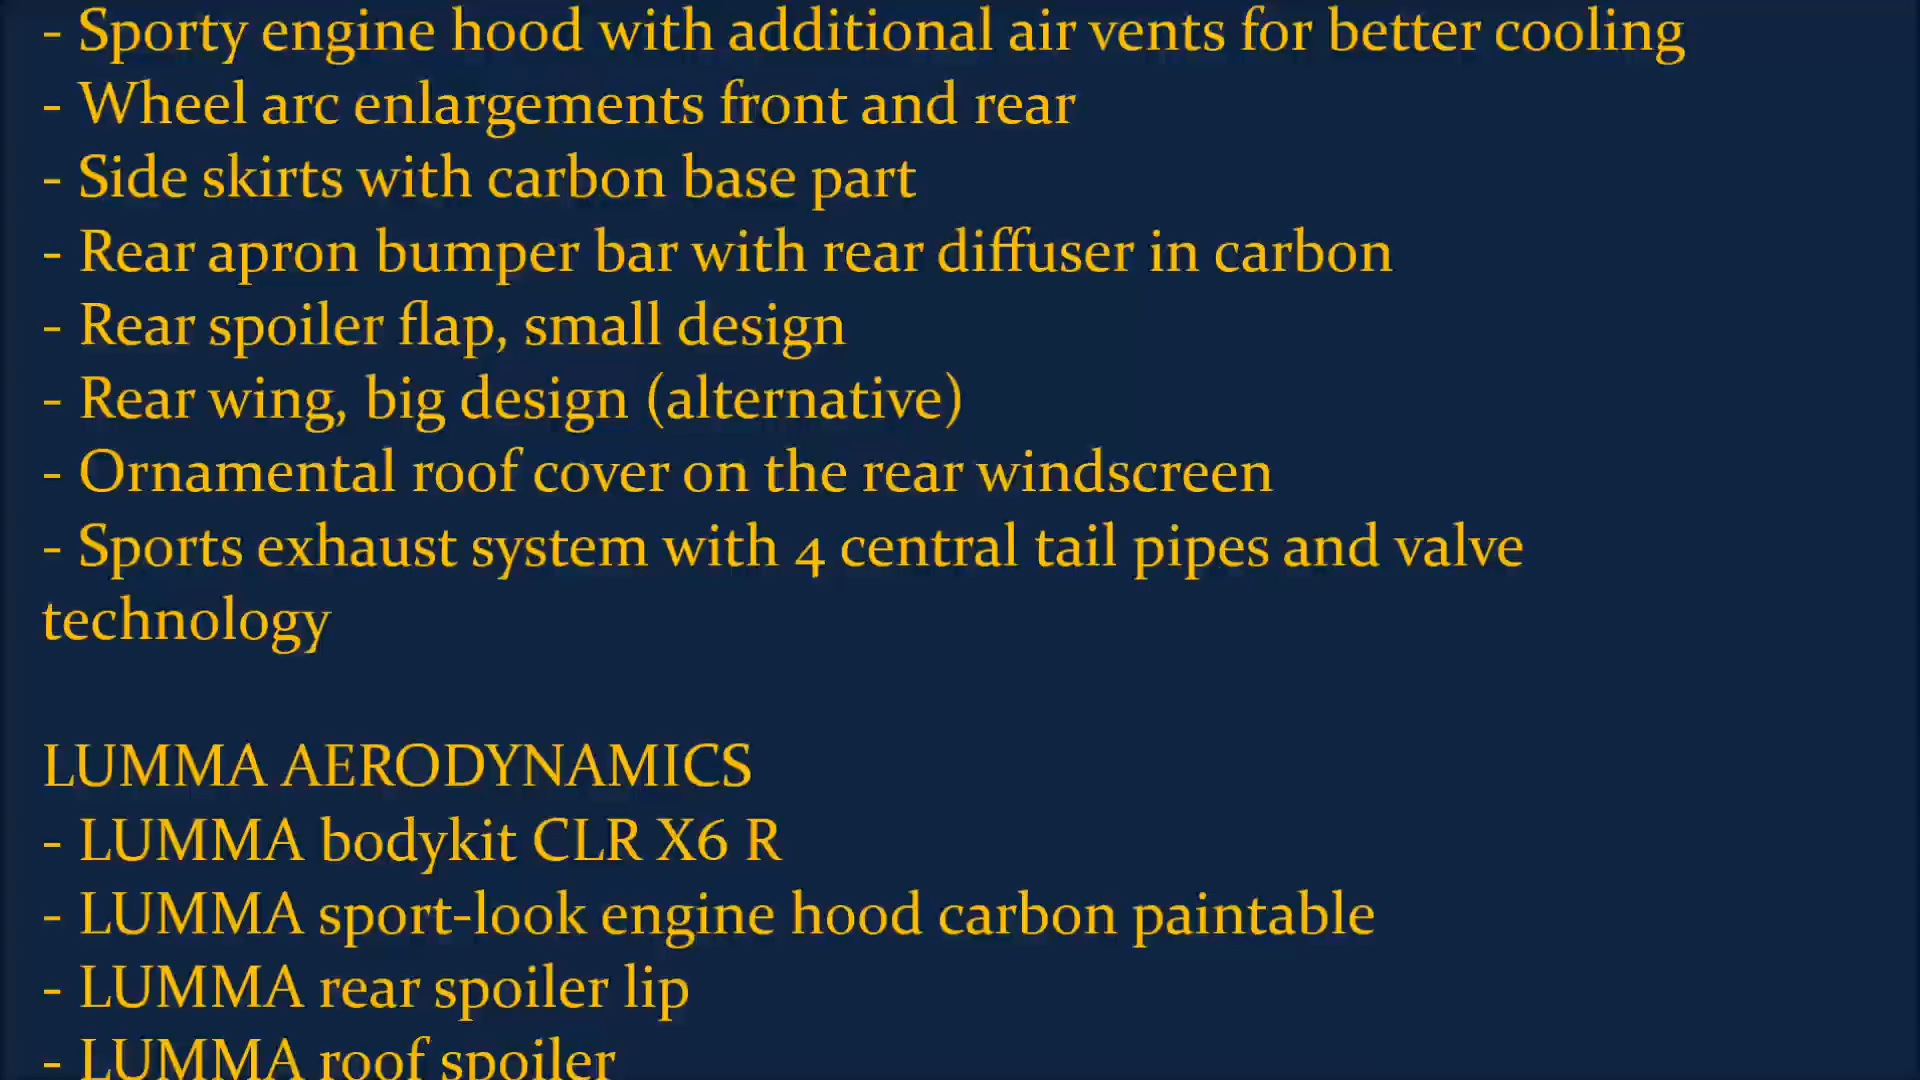 - Sporty engine hood with additional air vents for better cooling
- Wheel arc enlargements front and rear
- Side skirts with carbon base part
- Rear apron bumper bar with rear diffuser in carbon
- Rear spoiler flap, small design
- Rear wing, big design (alternative)
- Ornamental roof cover on the rear windscreen
- Sports exhaust system with 4 central tail pipes and valve
technology
LUMMA AERODYNAMICS
- LUMMA bodykit CLR X6 R
- LUMMA sport-look engine hood carbon paintable
- LUMMA rear spoiler lip
- LUMMA roof spoiler